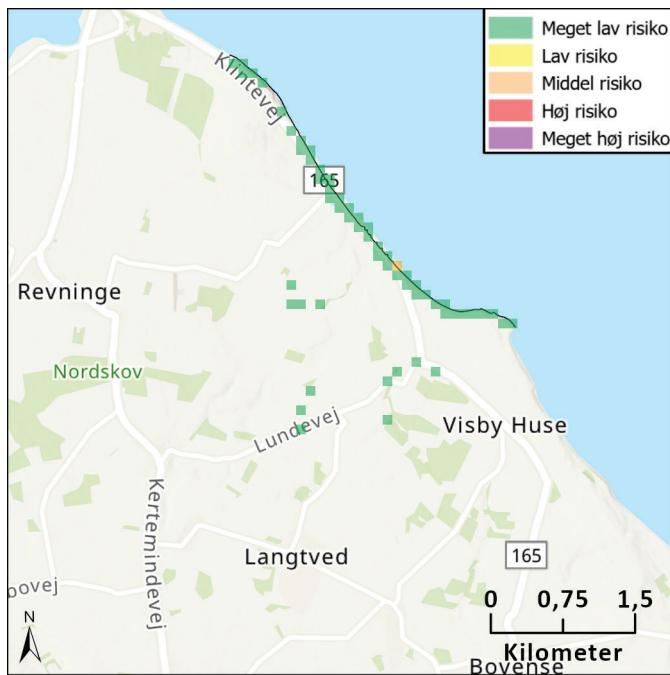 Meget lav risiko
Lav risiko
Middel risiko
Høj risiko
Meget høj risiko
Klintevej
165
Revninge
Nordskov
Lundevej
Visby Huse
Kertemindevej
Langtved
165
bovej
0 0,75 1,5
Kilometer
N
Bovense